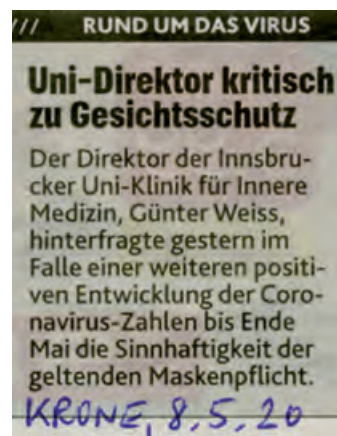 /// RUND UM DAS VIRUS
Uni-Direktor kritisch
zu Gesichtsschutz
Der Direktor der Innsbru-
cker Uni-Klinik für Innere
Medizin, Günter Weiss,
hinterfragte gestern im
Falle einer weiteren positi-
ven Entwicklung der Coro-
navirus-Zahlen bis Ende
Mai die Sinnhaftigkeit der
geltenden Maskenpflicht.
KRONE, 8.5.20